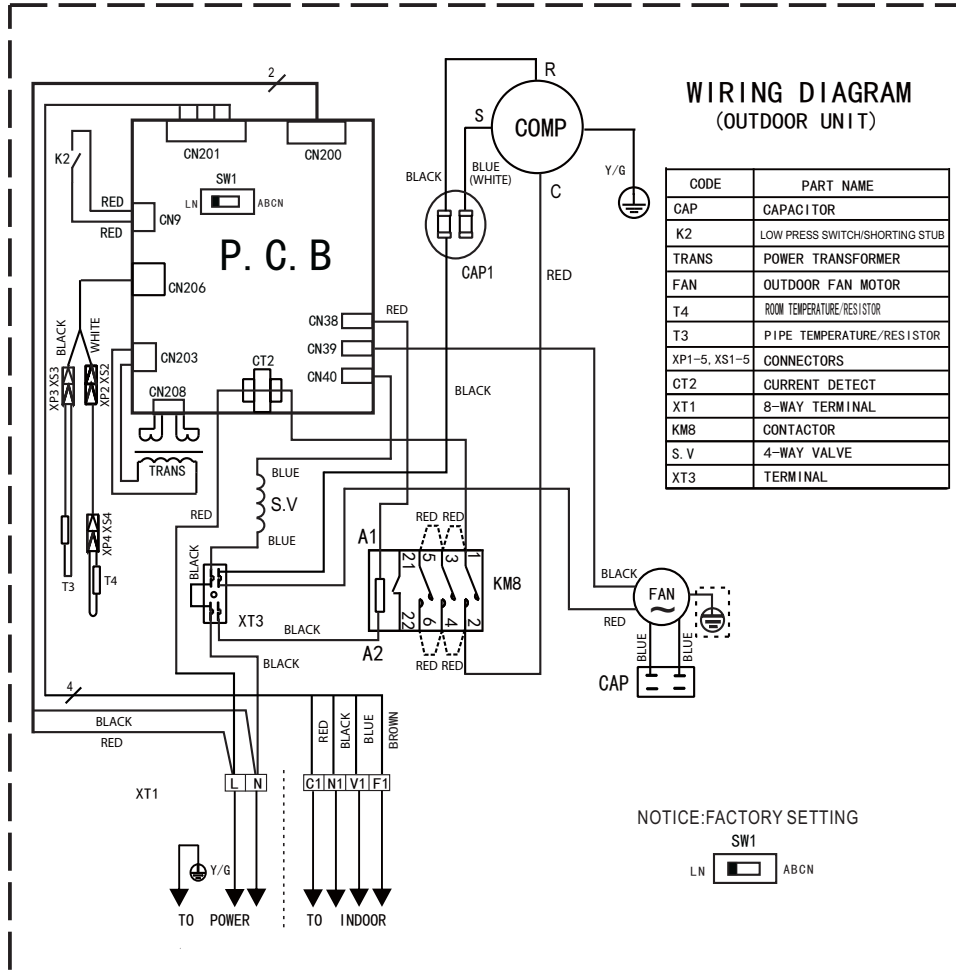 WIRING DIAGRAM
(OUTDOOR UNIT)
CODE PART NAME
CAP CAPACITOR
K2 LOW PRESS SWITCH/SHORTING STUB
TRANS POWER TRANSFORMER
FAN OUTDOOR FAN MOTOR
T4 ROOM TEMPERATURE/RESISTOR
T3 PIPE TEMPERATURE/RESISTOR
XP1-5, XS1-5 CONNECTORS
CT2 CURRENT DETECT
XT1 8-WAY TERMINAL
KM8 CONTACTOR
S.V 4-WAY VALVE
XT3 TERMINAL
2
CN201
CN200
SW1
LN
ABCN
K2
RED
RED
CN9
P.C.B
CN206
BLACK
WHITE
CN203
XP3 XS3
XP2 XS2
CN208
TRANS
CT2
CN38
CN39
CN40
RED
R
S
COMP
C
Y/G
BLACK
BLUE
(WHITE)
CAP1
RED
BLACK
BLUE
S.V
BLUE
RED
XP4 XS4
T3
T4
BLACK
XT3
BLACK
BLACK
A1
A2
RED
RED
21
5
3
1
22
6
4
2
RED
RED
KM8
BLACK
RED
FAN
~
BLUE
BLUE
CAP
4
BLACK
RED
RED
BLACK
BLUE
BROWN
XT1
L
N
C1
N1
V1
F1
Y/G
TO POWER
TO INDOOR
NOTICE:FACTORY SETTING
SW1
LN
ABCN